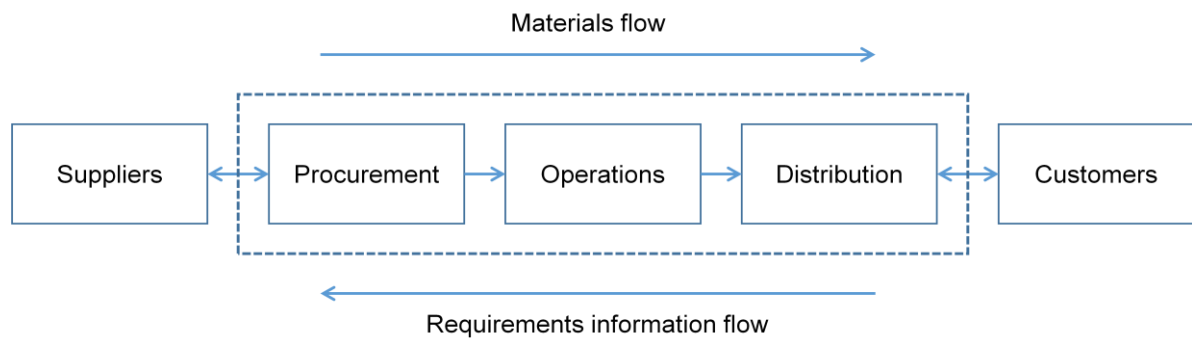 Materials flow
Suppliers
Procurement
Operations
Distribution
Customers
Requirements information flow